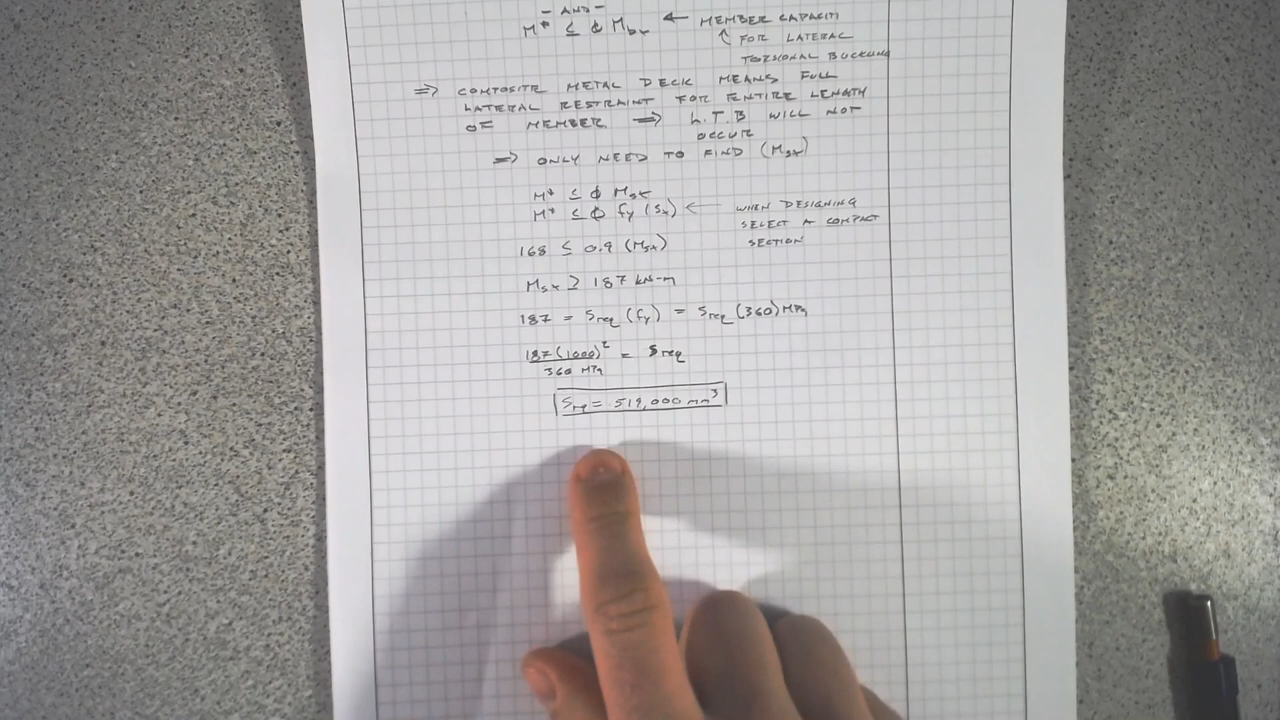 - AND -
M* ≤ ϕ Mbx ← MEMBER CAPACITY
↑ FOR LATERAL
TORSIONAL BUCKLING
⇒ COMPOSITE METAL DECK MEANS FULL
LATERAL RESTRAINT FOR ENTIRE LENGTH
OF MEMBER ⇒ L.T.B WILL NOT
OCCUR
⇒ ONLY NEED TO FIND (Msx)
M* ≤ ϕ Msx
M* ≤ ϕ fy (Sx) ← WHEN DESIGNING
SELECT A COMPACT
SECTION
168 ≤ 0.9 (Msx)
Msx ≥ 187 kN-m
187 = Sreq (fy) = Sreq (360) MPa
187 (1000)² = Sreq
360 MPa
Sreq = 519,000 mm³